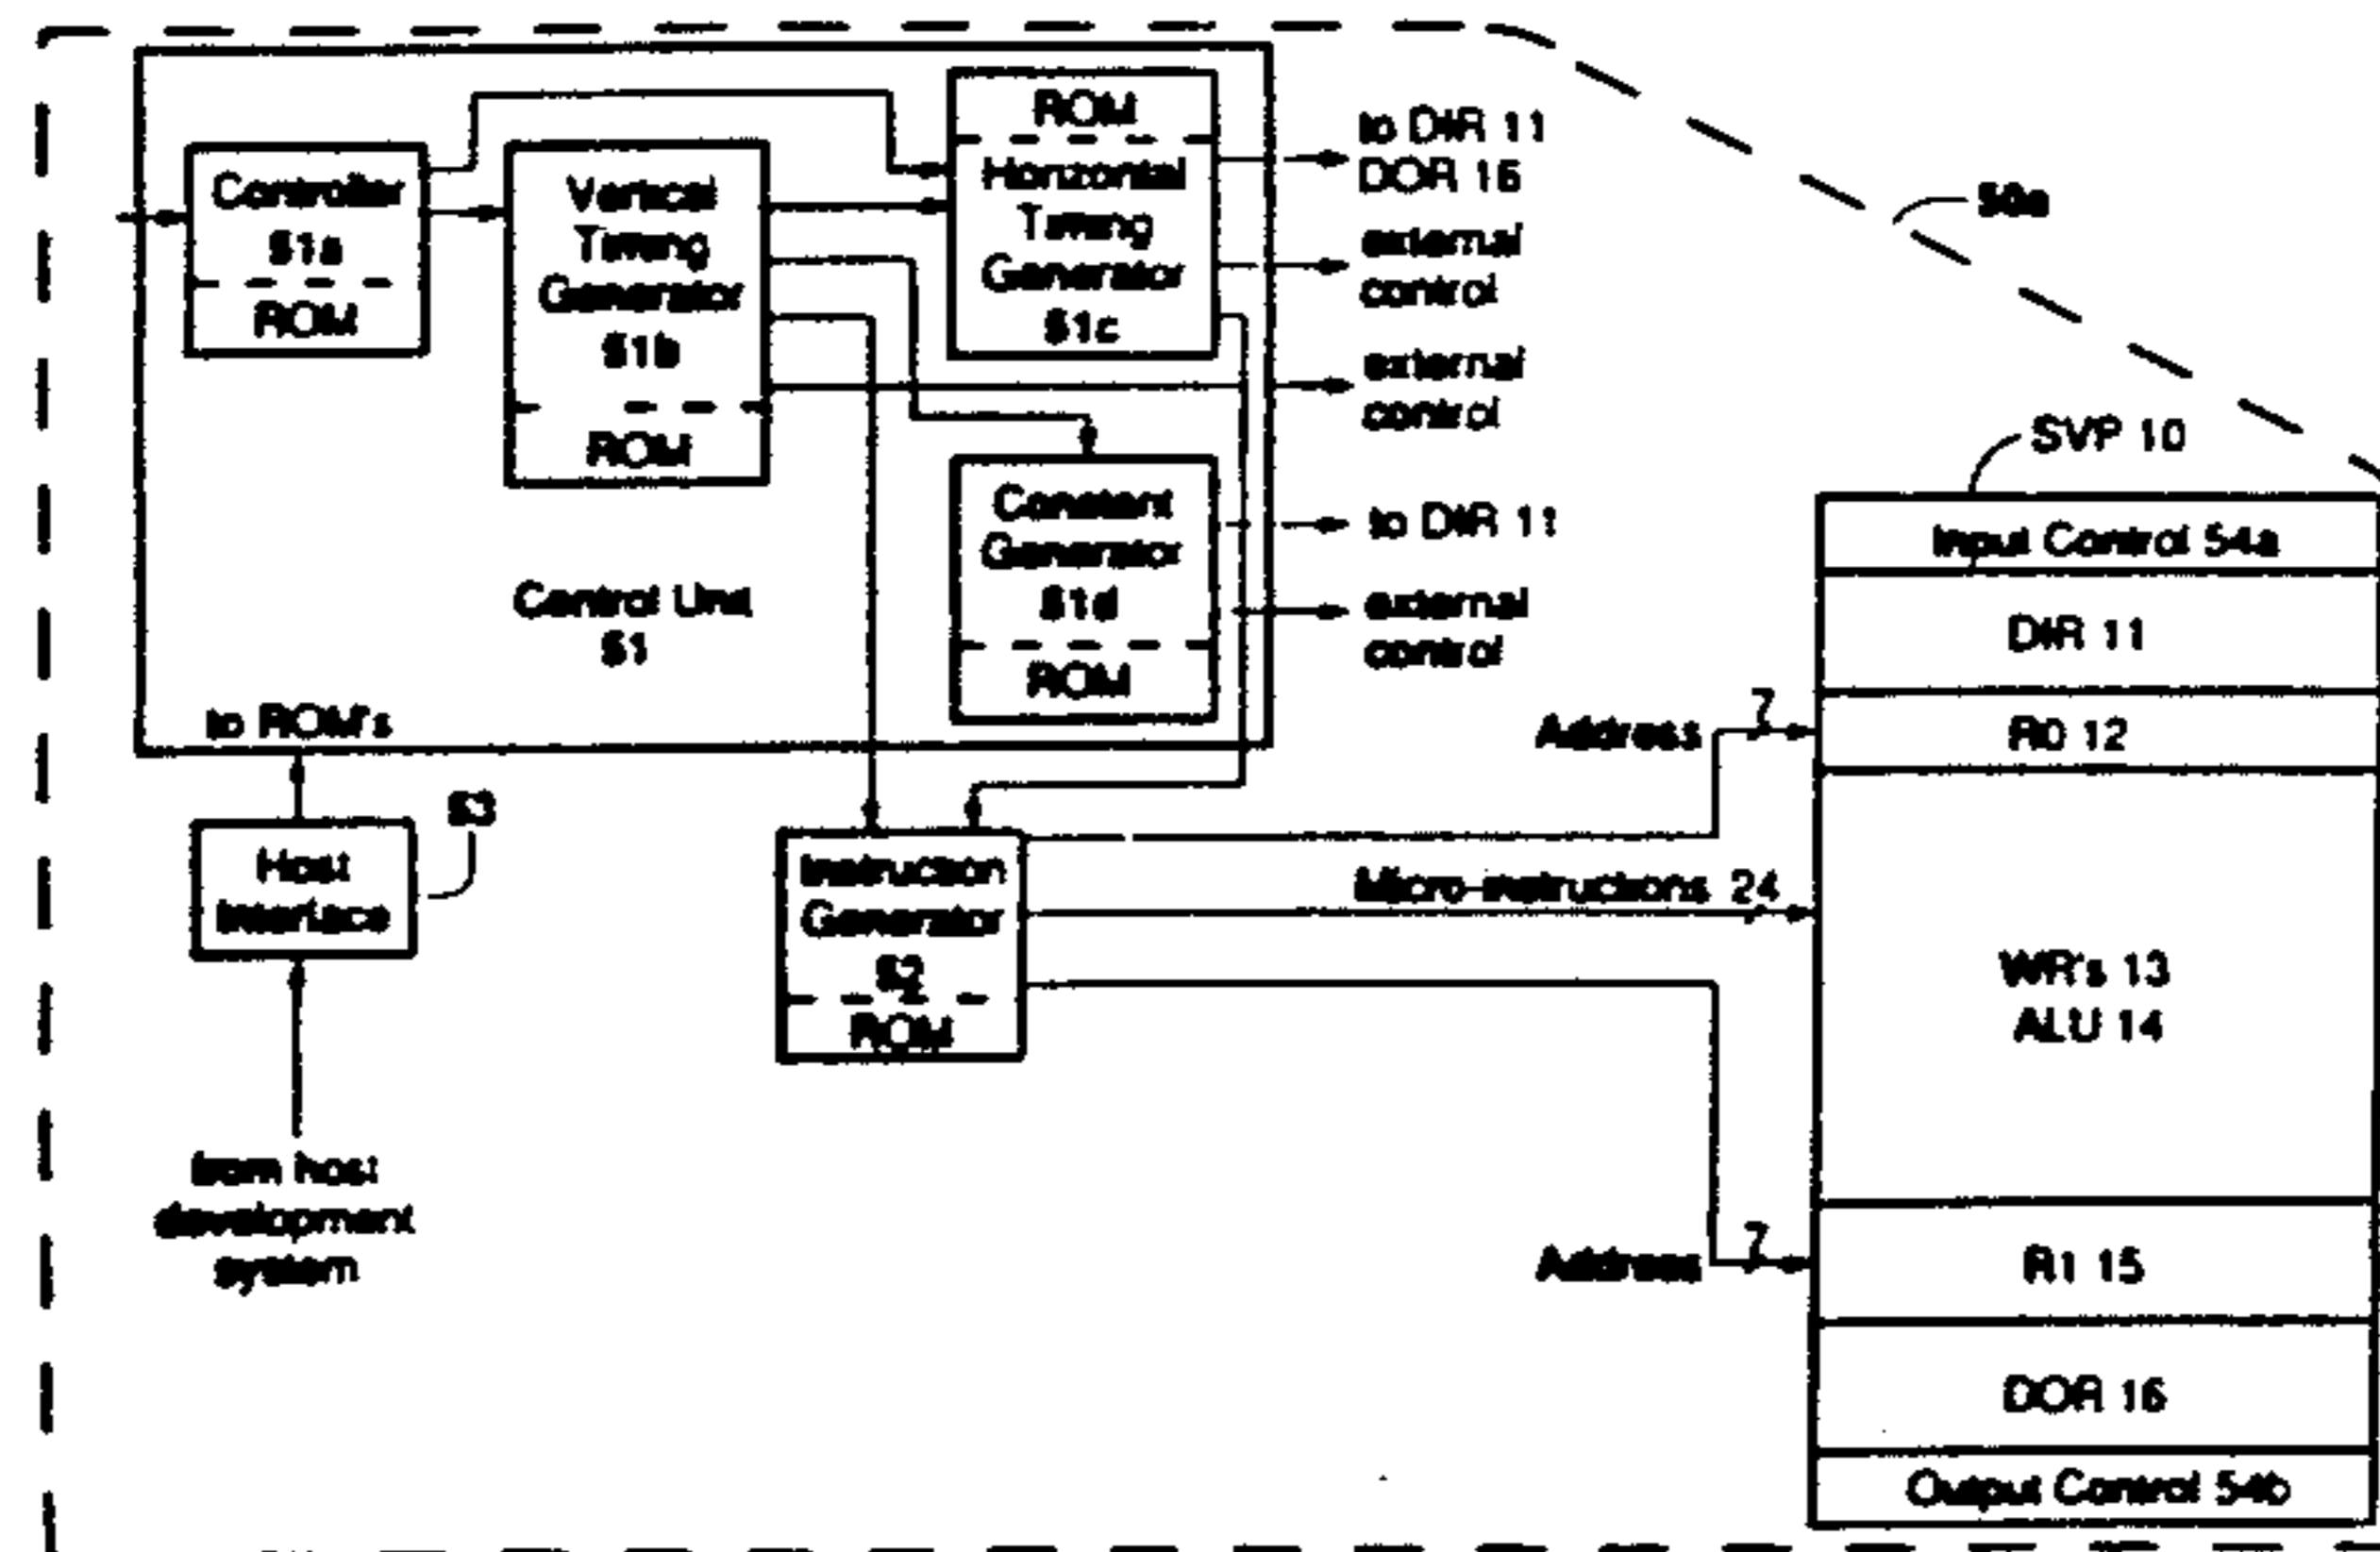 Controller
51a
ROM
Vertical
Timing
Generator
51b
ROM
ROM
Horizontal
Timing
Generator
51c
to DIR 11
DOR 16
external
control
external
control
50a
Constant
Generator
51d
ROM
to DIR 11
external
control
Control Unit
51
to ROM's
Host
Interface
53
from host
development
system
Instruction
Generator
52
ROM
Address
7
Micro-instructions 24
Address
7
SVP 10
Input Control 54a
DIR 11
R0 12
WR's 13
ALU 14
R1 15
DOR 16
Output Control 54b